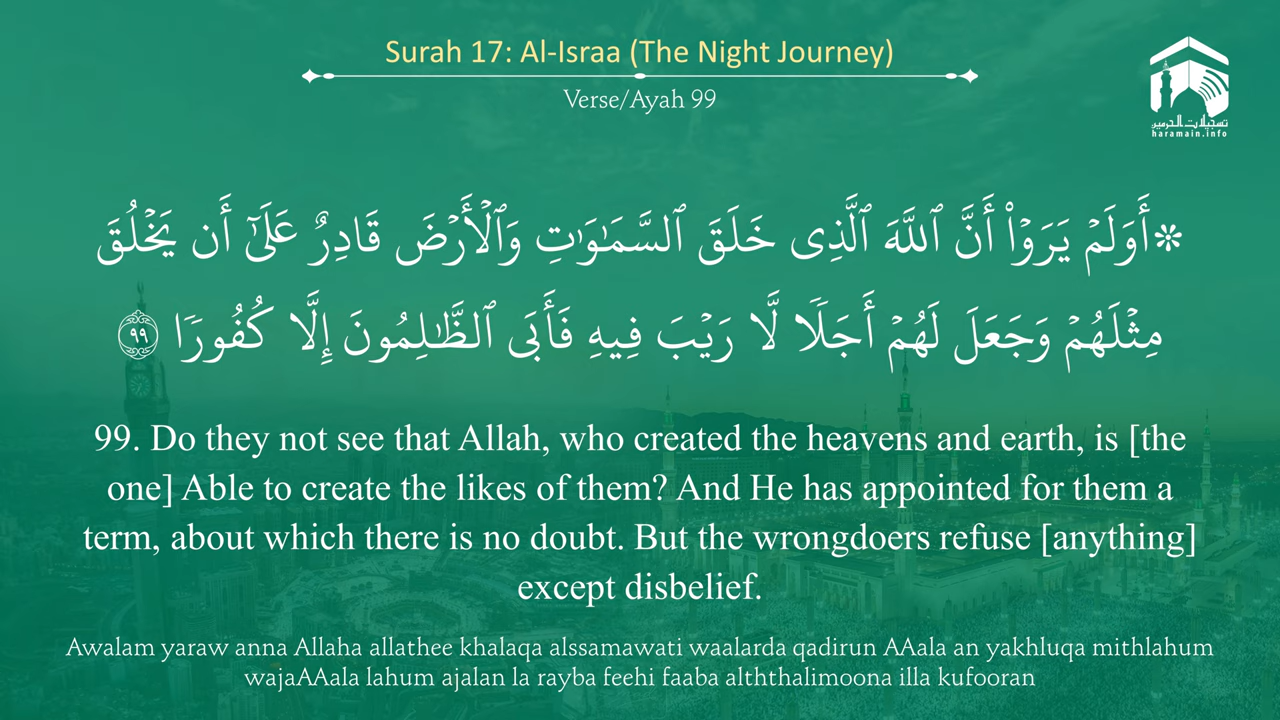 Surah 17: Al-Israa (The Night Journey)
Verse/Ayah 99
تسجيلات الحرمين
haramain.info
۞أَوَلَمۡ يَرَوۡاْ أَنَّ ٱللَّهَ ٱلَّذِى خَلَقَ ٱلسَّمَـٰوَٲتِ وَٱلۡأَرۡضَ قَادِرٌ عَلَىٰٓ أَن يَخۡلُقَ
مِثۡلَهُمۡ وَجَعَلَ لَهُمۡ أَجَلاً۬ لَّا رَيۡبَ فِيهِ فَأَبَى ٱلظَّـٰلِمُونَ إِلَّا كُفُورً۬ا ٩٩
99. Do they not see that Allah, who created the heavens and earth, is [the
one] Able to create the likes of them? And He has appointed for them a
term, about which there is no doubt. But the wrongdoers refuse [anything]
except disbelief.
Awalam yaraw anna Allaha allathee khalaqa alssamawati waalarda qadirun AAala an yakhluqa mithlahum
wajaAAala lahum ajalan la rayba feehi faaba alththalimoona illa kufooran